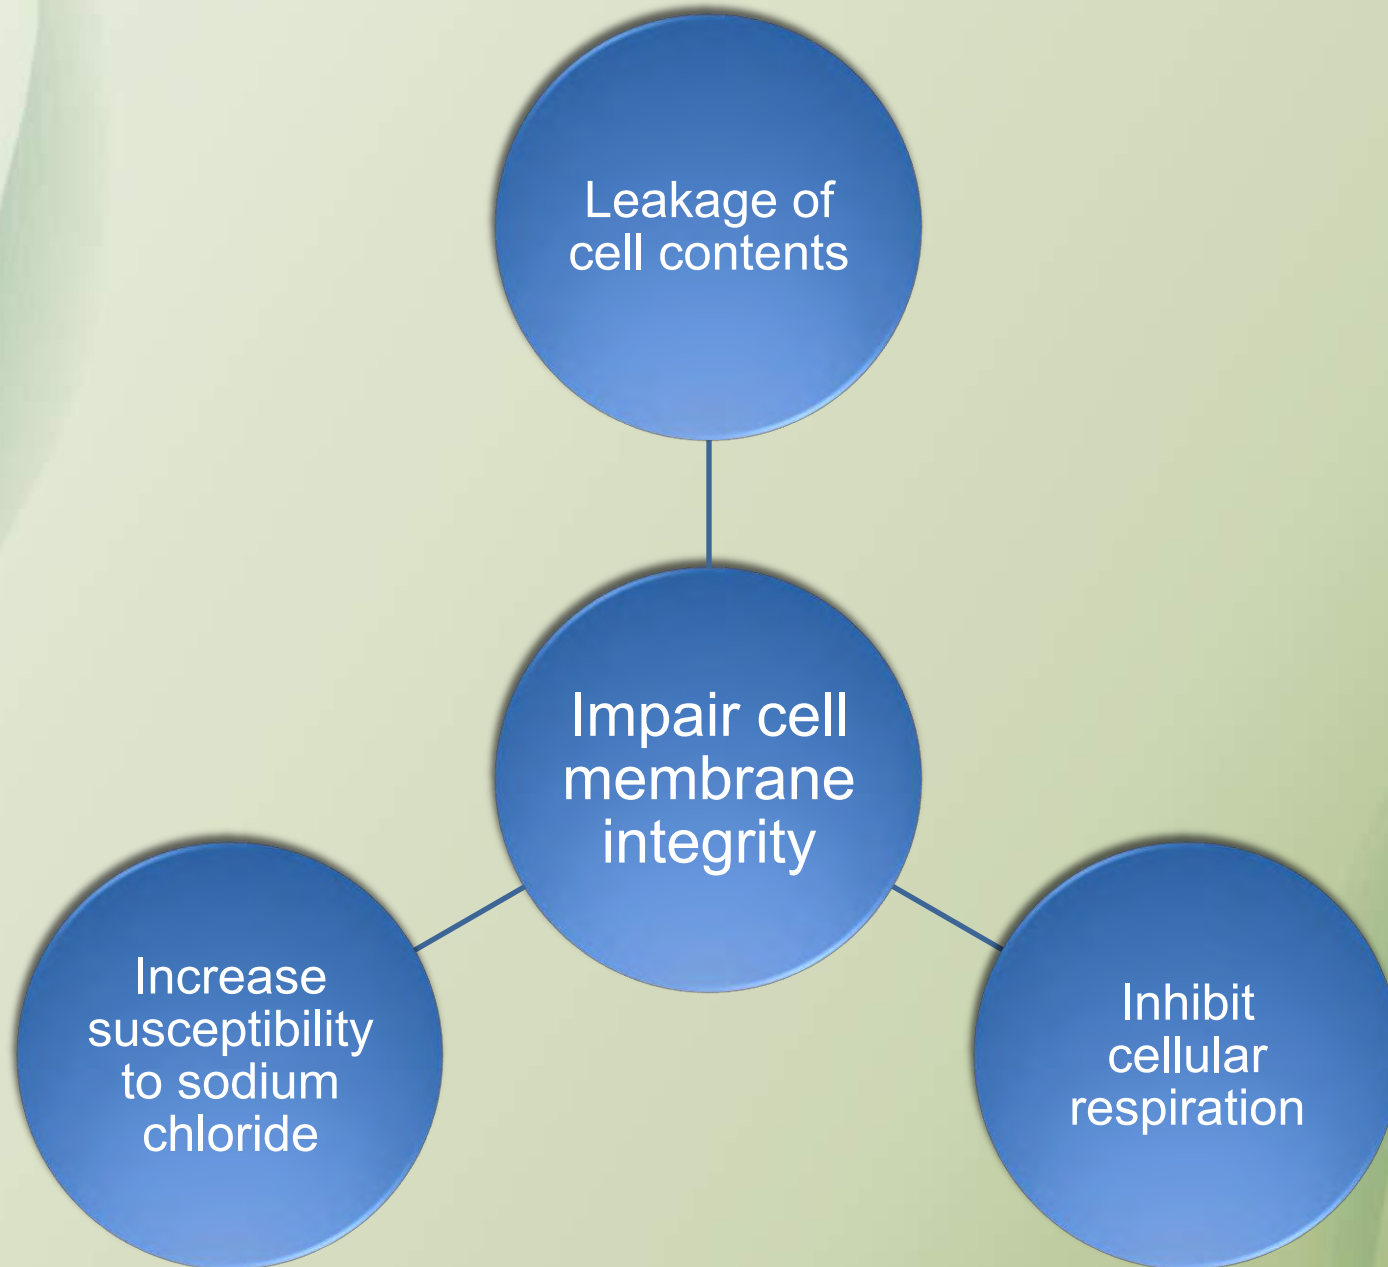 Leakage of
cell contents
Impair cell
membrane
integrity
Increase
susceptibility
to sodium
chloride
Inhibit
cellular
respiration